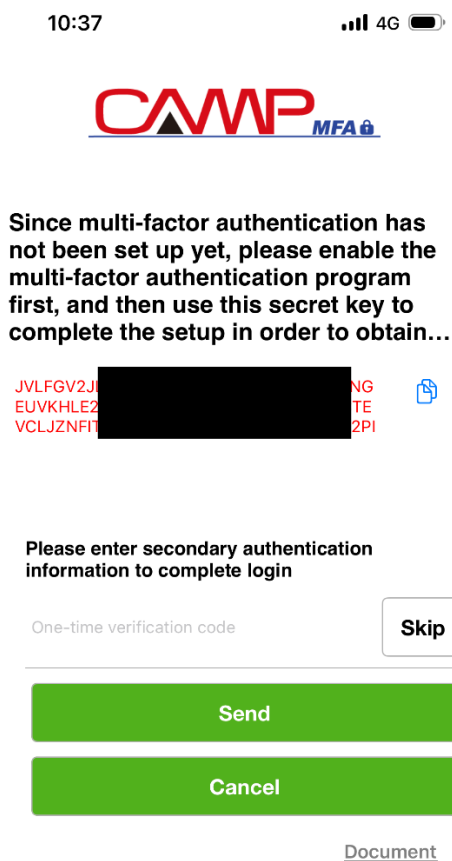 10:37
4G
CAMP MFA
Since multi-factor authentication has
not been set up yet, please enable the
multi-factor authentication program
first, and then use this secret key to
complete the setup in order to obtain...
JVLFGV2J NG
EUVKHLE2 TE
VCLJZNFIT 2PI
Please enter secondary authentication
information to complete login
One-time verification code
Skip
Send
Cancel
Document